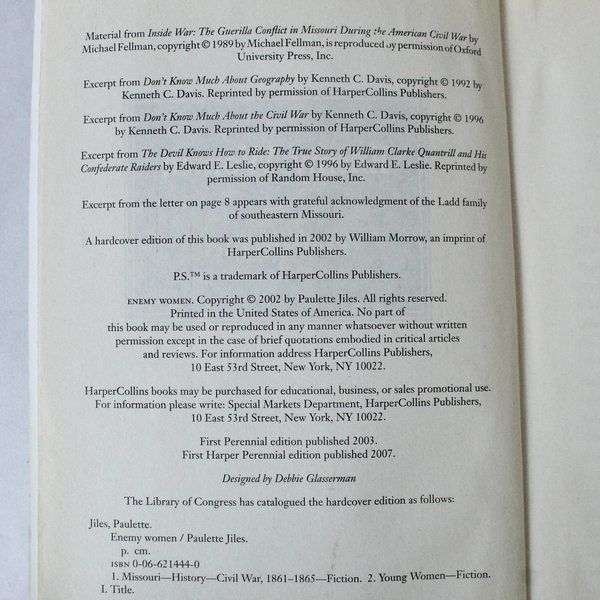 Material from Inside War: The Guerilla Conflict in Missouri During the American Civil War by
Michael Fellman, copyright © 1989 by Michael Fellman, is reproduced by permission of Oxford
University Press, Inc.
Excerpt from Don't Know Much About Geography by Kenneth C. Davis, copyright © 1992 by
Kenneth C. Davis. Reprinted by permission of HarperCollins Publishers.
Excerpt from Don't Know Much About the Civil War by Kenneth C. Davis, copyright © 1996
by Kenneth C. Davis. Reprinted by permission of HarperCollins Publishers.
Excerpt from The Devil Knows How to Ride: The True Story of William Clarke Quantrill and His
Confederate Raiders by Edward E. Leslie, copyright © 1996 by Edward E. Leslie. Reprinted by
permission of Random House, Inc.
Excerpt from the letter on page 8 appears with grateful acknowledgment of the Ladd family
of southeastern Missouri.
A hardcover edition of this book was published in 2002 by William Morrow, an imprint of
HarperCollins Publishers.
P.S.™ is a trademark of HarperCollins Publishers.
ENEMY WOMEN. Copyright © 2002 by Paulette Jiles. All rights reserved.
Printed in the United States of America. No part of
this book may be used or reproduced in any manner whatsoever without written
permission except in the case of brief quotations embodied in critical articles
and reviews. For information address HarperCollins Publishers,
10 East 53rd Street, New York, NY 10022.
HarperCollins books may be purchased for educational, business, or sales promotional use.
For information please write: Special Markets Department, HarperCollins Publishers,
10 East 53rd Street, New York, NY 10022.
First Perennial edition published 2003.
First Harper Perennial edition published 2007.
Designed by Debbie Glasserman
The Library of Congress has catalogued the hardcover edition as follows:
Jiles, Paulette.
Enemy women / Paulette Jiles.
p. cm.
ISBN 0-06-621444-0
1. Missouri—History—Civil War, 1861–1865—Fiction. 2. Young Women—Fiction.
I. Title.